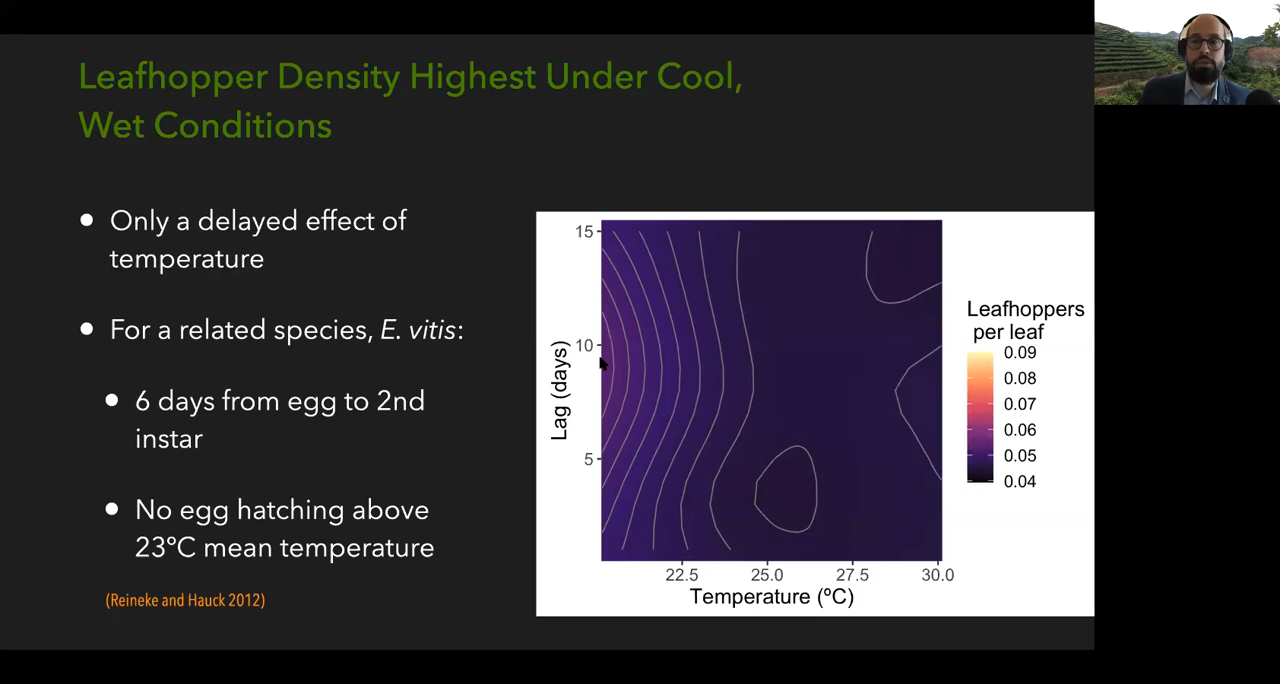 Leafhopper Density Highest Under Cool,
Wet Conditions
Only a delayed effect of
temperature
For a related species, E. vitis:
6 days from egg to 2nd
instar
No egg hatching above
23ºC mean temperature
(Reineke and Hauck 2012)
15
10
5
Lag (days)
22.5
25.0
27.5
30.0
Temperature (ºC)
Leafhoppers
per leaf
0.09
0.08
0.07
0.06
0.05
0.04